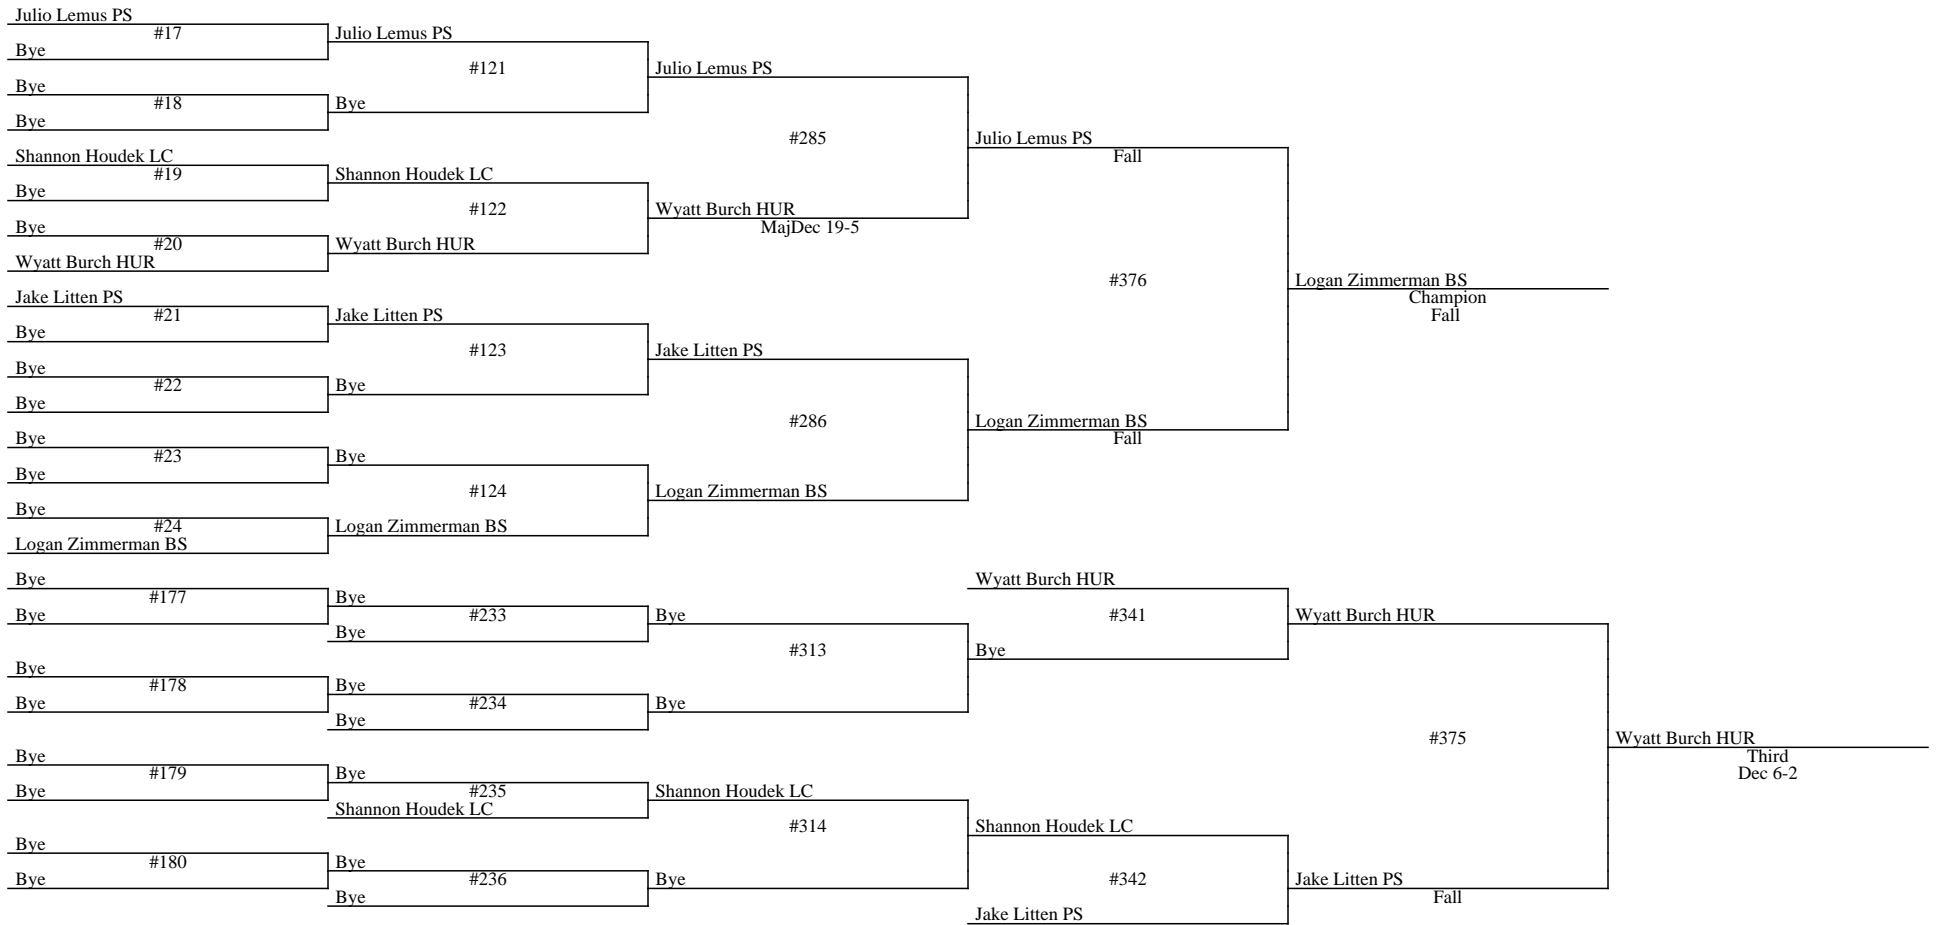 Julio Lemus PS
#17
Julio Lemus PS
Bye
#121
Julio Lemus PS
Bye
#18
Bye
Bye
#285
Julio Lemus PS
Fall
Shannon Houdek LC
#19
Shannon Houdek LC
Bye
#122
Wyatt Burch HUR
MajDec 19-5
Bye
#20
Wyatt Burch HUR
Wyatt Burch HUR
#376
Logan Zimmerman BS
Champion
Fall
Jake Litten PS
#21
Jake Litten PS
Bye
#123
Jake Litten PS
Bye
#22
Bye
Bye
#286
Logan Zimmerman BS
Fall
Bye
#23
Bye
Bye
#124
Logan Zimmerman BS
Bye
#24
Logan Zimmerman BS
Logan Zimmerman BS
Bye
#177
Bye
Bye
#233
Bye
Bye
Wyatt Burch HUR
#341
Wyatt Burch HUR
#313
Bye
Bye
#178
Bye
Bye
#234
Bye
Bye
#375
Wyatt Burch HUR
Third
Dec 6-2
Bye
#179
Bye
Bye
#235
Shannon Houdek LC
Shannon Houdek LC
#314
Shannon Houdek LC
Bye
#180
Bye
Bye
#236
Bye
Bye
#342
Jake Litten PS
Fall
Jake Litten PS